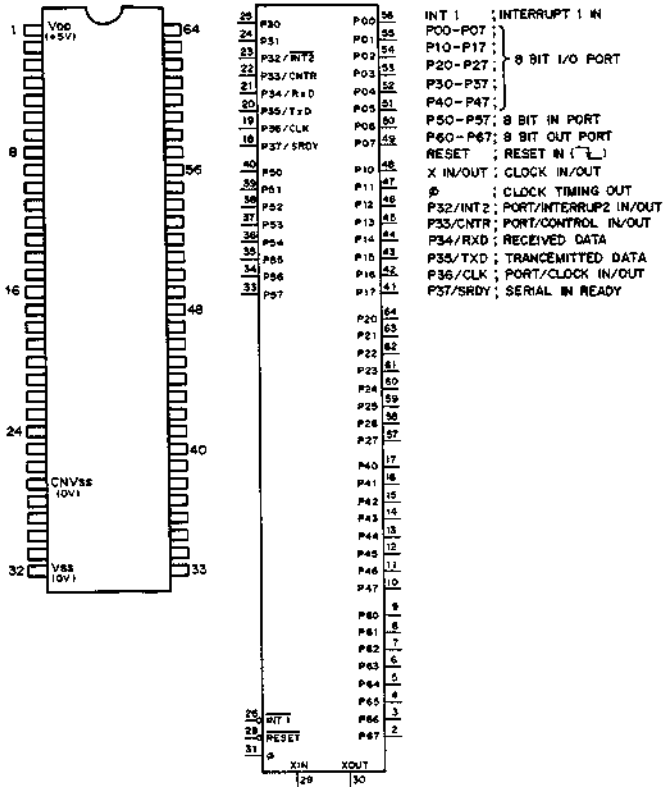 1 VDD 64
(+5V)
8
56
16
48
24
40
CNVSS
(0V)
32 VSS 33
(0V)
25 P30
24 P31
23 P32/INT2
22 P33/CNTR
21 P34/RxD
20 P35/TxD
19 P36/CLK
18 P37/SRDY
40 P50
39 P51
38 P52
37 P53
36 P54
35 P55
34 P56
33 P57
26 INT 1
28 RESET
31 φ
XIN XOUT
29 30
P00 56
P01 55
P02 54
P03 53
P04 52
P05 51
P06 50
P07 49
P10 48
P11 47
P12 46
P13 45
P14 44
P15 43
P16 42
P17 41
P20 64
P21 63
P22 62
P23 61
P24 60
P25 59
P26 58
P27 57
P40 17
P41 16
P42 15
P43 14
P44 13
P45 12
P46 11
P47 10
P60 9
P61 8
P62 7
P63 6
P64 5
P65 4
P66 3
P67 2
INT 1 ; INTERRUPT 1 IN
P00-P07 ;
P10-P17 ;
P20-P27 ; 8 BIT I/O PORT
P30-P37 ;
P40-P47 ;
P50-P57 ; 8 BIT IN PORT
P60-P67 ; 8 BIT OUT PORT
RESET ; RESET IN ( )
X IN/OUT ; CLOCK IN/OUT
φ ; CLOCK TIMING OUT
P32/INT2 ; PORT/INTERRUP2 IN/OUT
P33/CNTR ; PORT/CONTROL IN/OUT
P34/RXD ; RECEIVED DATA
P35/TXD ; TRANCEMITTED DATA
P36/CLK ; PORT/CLOCK IN/OUT
P37/SRDY ; SERIAL IN READY